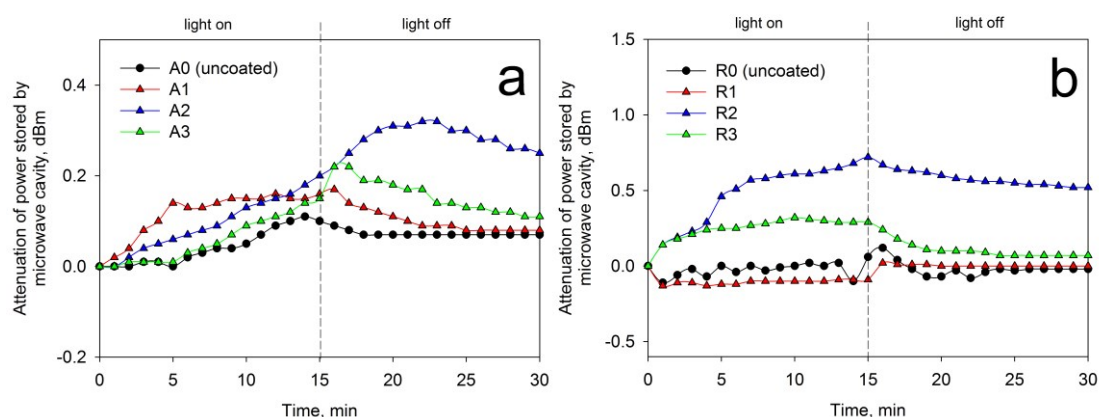 light on
light off
a
A0 (uncoated)
A1
A2
A3
0.4
0.2
0.0
-0.2
Attenuation of power stored by
microwave cavity, dBm
0
5
10
15
20
25
30
Time, min
light on
light off
b
R0 (uncoated)
R1
R2
R3
1.5
1.0
0.5
0.0
-0.5
Attenuation of power stored by
microwave cavity, dBm
0
5
10
15
20
25
30
Time, min